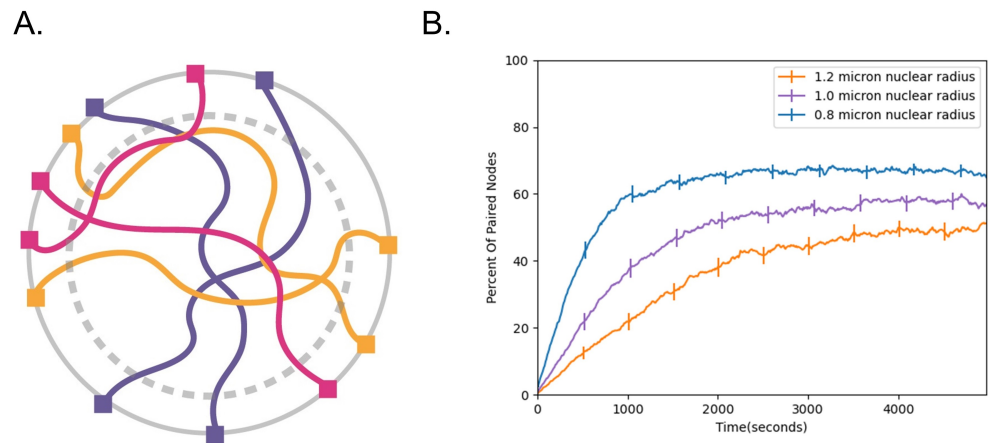 A.
B.
100
80
60
40
20
0
Percent Of Paired Nodes
1.2 micron nuclear radius
1.0 micron nuclear radius
0.8 micron nuclear radius
0 1000 2000 3000 4000
Time(seconds)